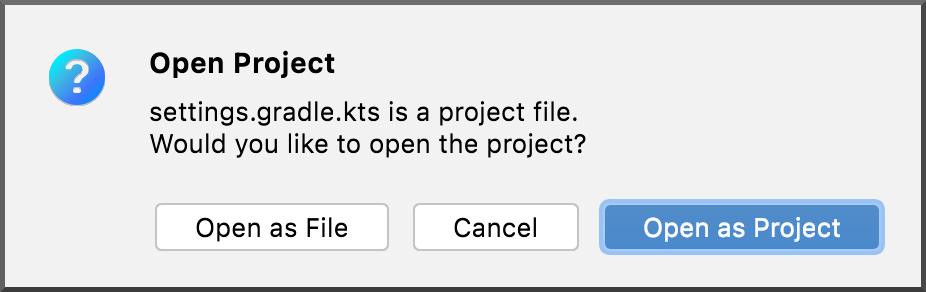 Open Project
settings.gradle.kts is a project file.
Would you like to open the project?
Open as File
Cancel
Open as Project